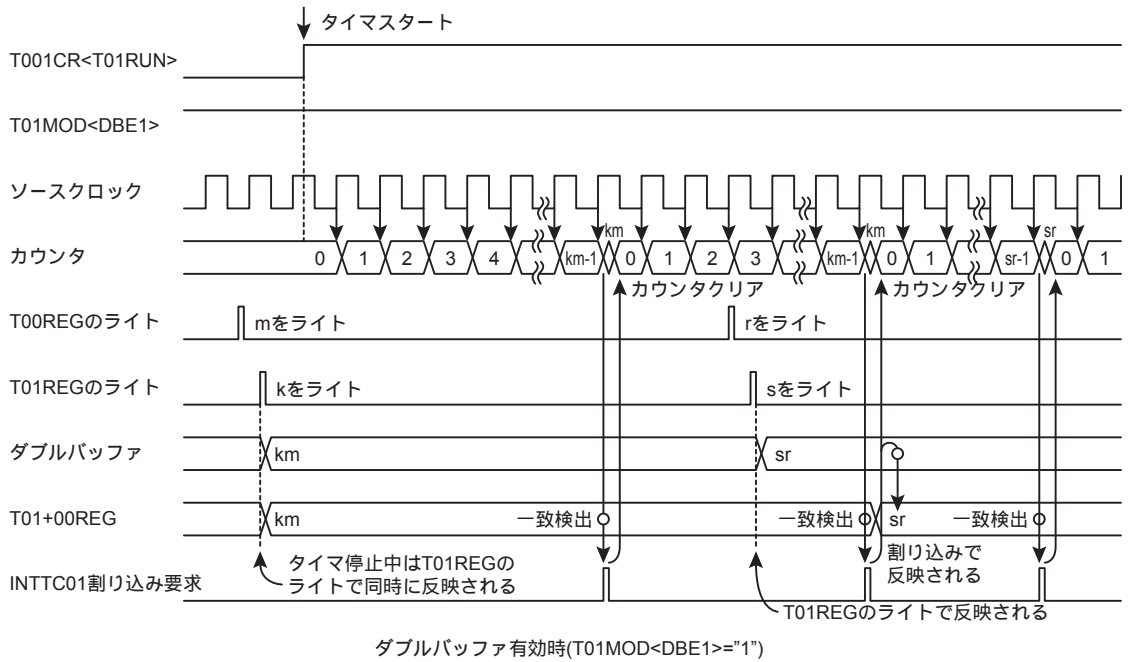 タイマスタート
T001CR<T01RUN>
T01MOD<DBE1>
ソースクロック
km km sr
カウンタ 0 1 2 3 4 km-1 0 1 2 3 km-1 0 1 sr-1 0 1
カウンタクリア カウンタクリア
T00REGのライト mをライト rをライト
T01REGのライト kをライト sをライト
ダブルバッファ km sr
T01+00REG km 一致検出 一致検出 sr 一致検出
タイマ停止中はT01REGの
ライトで同時に反映される
割り込みで
反映される
INTTC01割り込み要求
T01REGのライトで反映される
ダブルバッファ有効時(T01MOD<DBE1>=”1”)